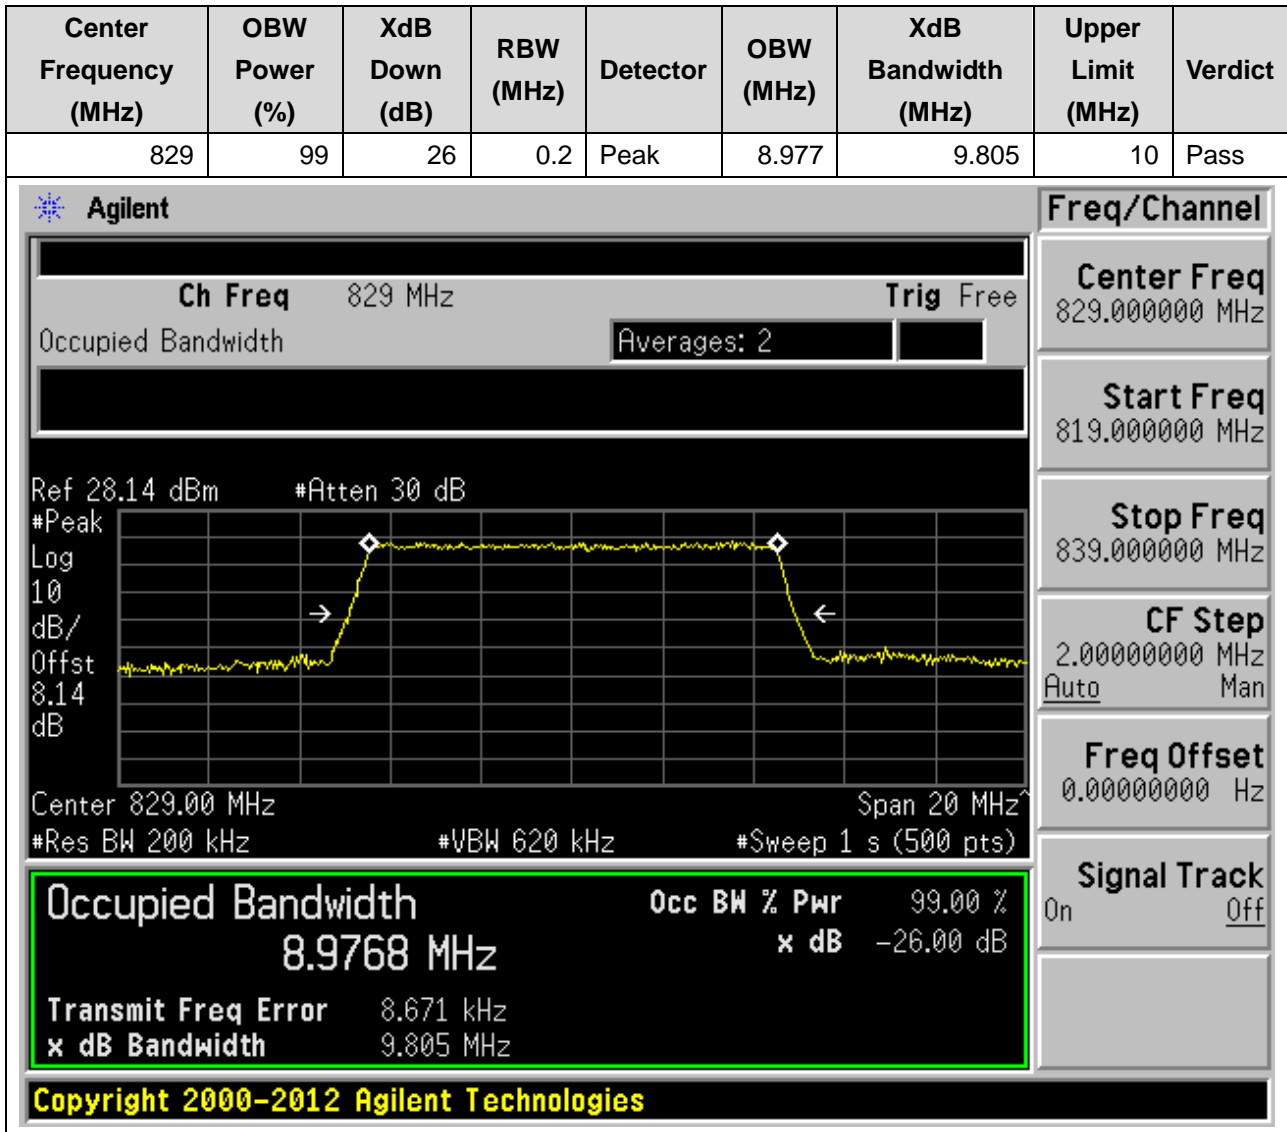 Center Frequency (MHz) OBW Power (%) XdB Down (dB) RBW (MHz) Detector OBW (MHz) XdB Bandwidth (MHz) Upper Limit (MHz) Verdict
829 99 26 0.2 Peak 8.977 9.805 10 Pass
Agilent
Ch Freq 829 MHz Trig Free
Occupied Bandwidth Averages: 2
Ref 28.14 dBm #Atten 30 dB
#Peak
Log
10
dB/
Offst
8.14
dB
Center 829.00 MHz Span 20 MHz^
#Res BW 200 kHz #VBW 620 kHz #Sweep 1 s (500 pts)
Occupied Bandwidth Occ BW % Pwr 99.00 %
8.9768 MHz x dB -26.00 dB
Transmit Freq Error 8.671 kHz
x dB Bandwidth 9.805 MHz
Freq/Channel
Center Freq
829.000000 MHz
Start Freq
819.000000 MHz
Stop Freq
839.000000 MHz
CF Step
2.00000000 MHz
Auto Man
Freq Offset
0.00000000 Hz
Signal Track
On Off
Copyright 2000-2012 Agilent Technologies